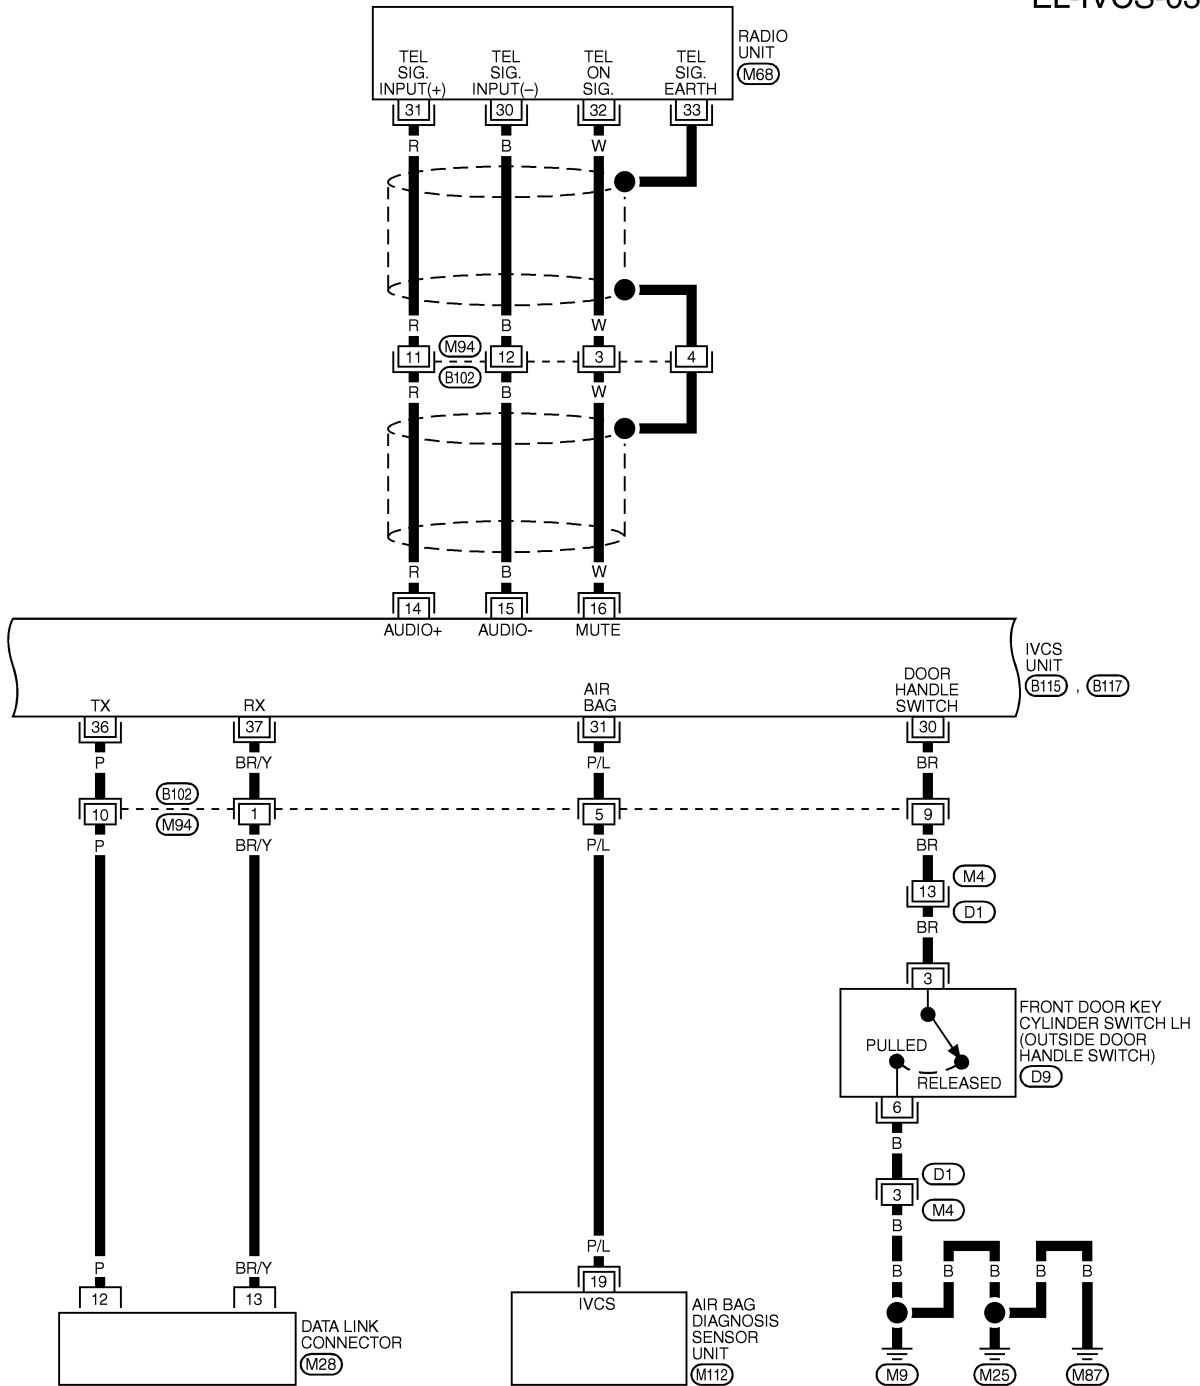 RADIO
UNIT
M68
TEL
SIG.
INPUT(+)
TEL
SIG.
INPUT(–)
TEL
ON
SIG.
TEL
SIG.
EARTH
31 30 32 33
R B W
R B W
11 M94 12 3 4
B102
R B W
R B W
14 15 16
AUDIO+ AUDIO- MUTE
IVCS
UNIT
B115 , B117
TX RX
AIR
BAG
DOOR
HANDLE
SWITCH
36 37 31 30
P BR/Y P/L BR
B102
10 1 5 9
M94
P BR/Y P/L BR
13 M4
D1
BR
3
FRONT DOOR KEY
CYLINDER SWITCH LH
(OUTSIDE DOOR
HANDLE SWITCH)
D9
PULLED
RELEASED
6
B
D1
3
M4
B
P/L
P BR/Y
B B B B B
12 13 19
IVCS
DATA LINK
CONNECTOR
M28
AIR BAG
DIAGNOSIS
SENSOR
UNIT
M112
M9 M25 M87